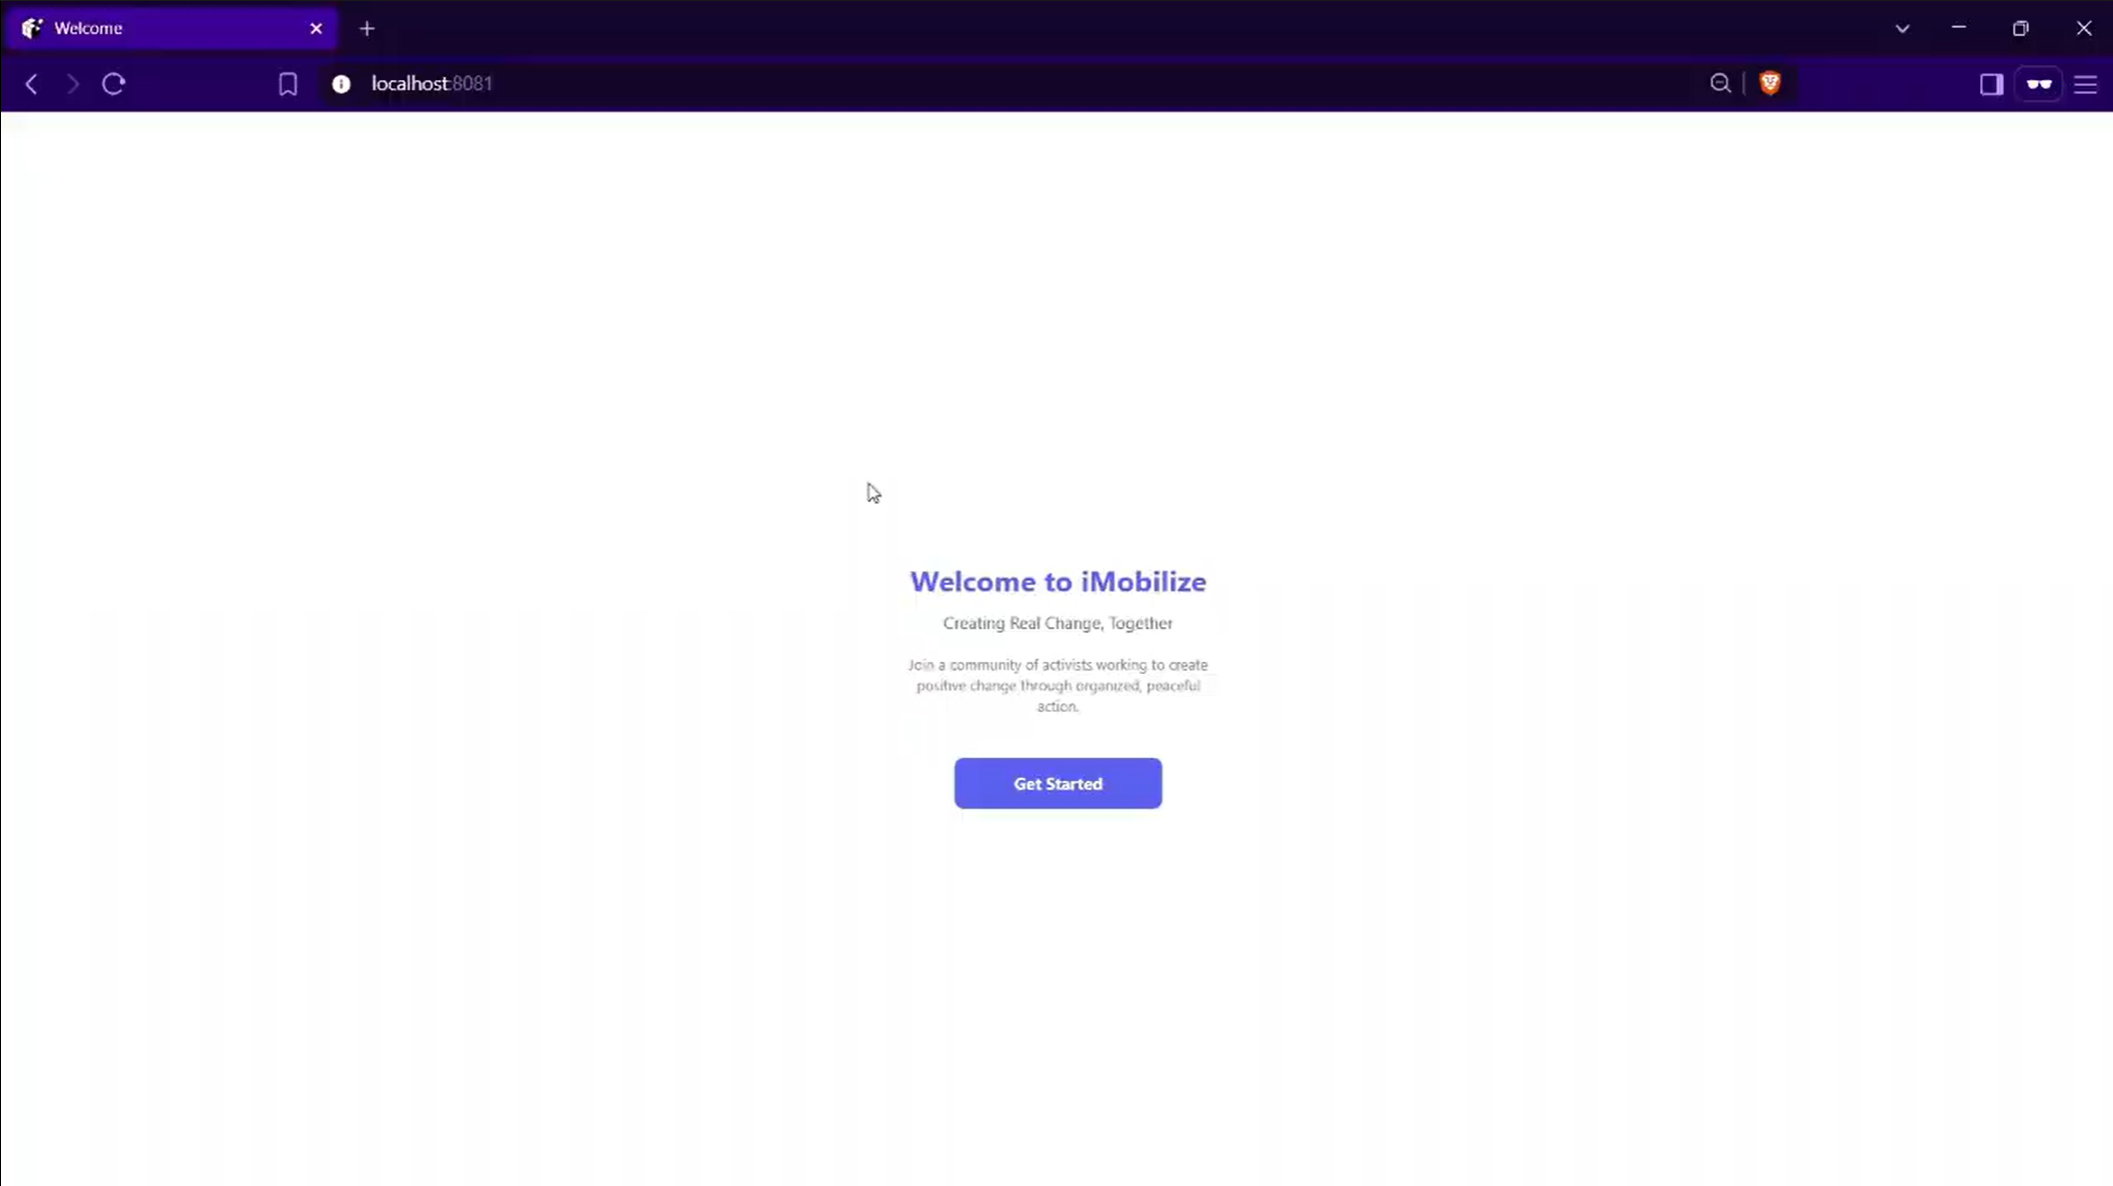 Welcome
localhost:8081
Welcome to iMobilize
Creating Real Change, Together
Join a community of activists working to create
positive change through organized, peaceful
action.
Get Started